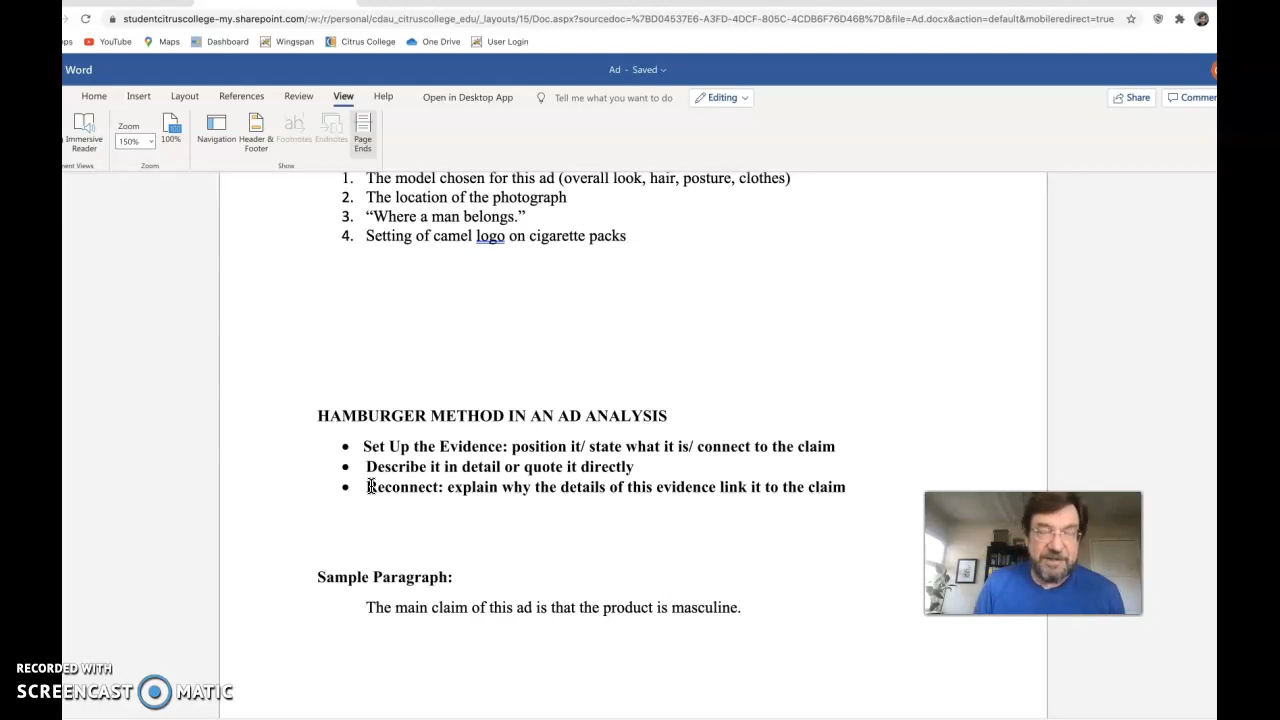 studentcitruscollege-my.sharepoint.com/:w:/r/personal/cdau_citruscollege_edu/_layouts/15/Doc.aspx?sourcedoc=%7BD04537E6-A3FD-4DCF-805C-4CDB6F76D46B%7D&file=Ad.docx&action=default&mobileredirect=true
YouTube Maps Dashboard Wingspan Citrus College One Drive User Login
Word Ad - Saved
Home Insert Layout References Review View Help Open in Desktop App Tell me what you want to do Editing Share Commen
Immersive Reader Zoom 150% 100% Navigation Header & Footer Footnotes Endnotes Page Ends
ment Views Zoom Show
1. The model chosen for this ad (overall look, hair, posture, clothes)
2. The location of the photograph
3. “Where a man belongs.”
4. Setting of camel logo on cigarette packs
HAMBURGER METHOD IN AN AD ANALYSIS
• Set Up the Evidence: position it/ state what it is/ connect to the claim
• Describe it in detail or quote it directly
• Reconnect: explain why the details of this evidence link it to the claim
Sample Paragraph:
The main claim of this ad is that the product is masculine.
RECORDED WITH
SCREENCAST MATIC